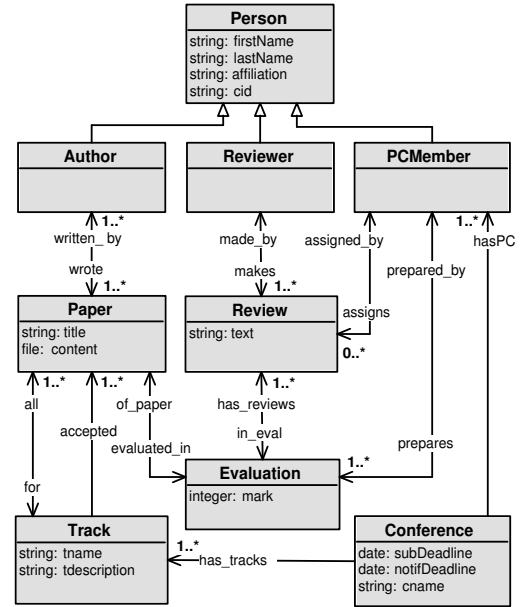 Person
string: firstName
string: lastName
string: affiliation
string: cid
Author
Reviewer
PCMember
1..*
1..*
written_ by
made_by
assigned_by
hasPC
prepared_by
wrote
makes
1..*
1..*
Paper
string: title
file: content
Review
string: text
assigns
0..*
1..*
1..*
1..*
all
of_paper
has_reviews
accepted
in_eval
evaluated_in
prepares
1..*
for
Evaluation
integer: mark
Track
string: tname
string: tdescription
1..*
has_tracks
Conference
date: subDeadline
date: notifDeadline
string: cname